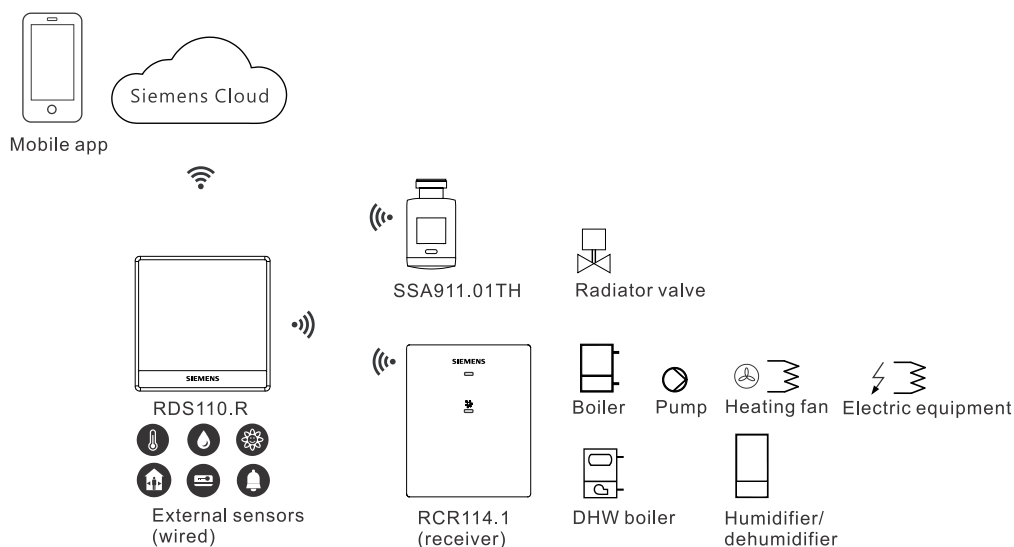 Siemens Cloud
Mobile app
SSA911.01TH
Radiator valve
SIEMENS
RDS110.R
SIEMENS
Boiler
Pump
Heating fan
Electric equipment
External sensors
(wired)
RCR114.1
(receiver)
DHW boiler
Humidifier/
dehumidifier